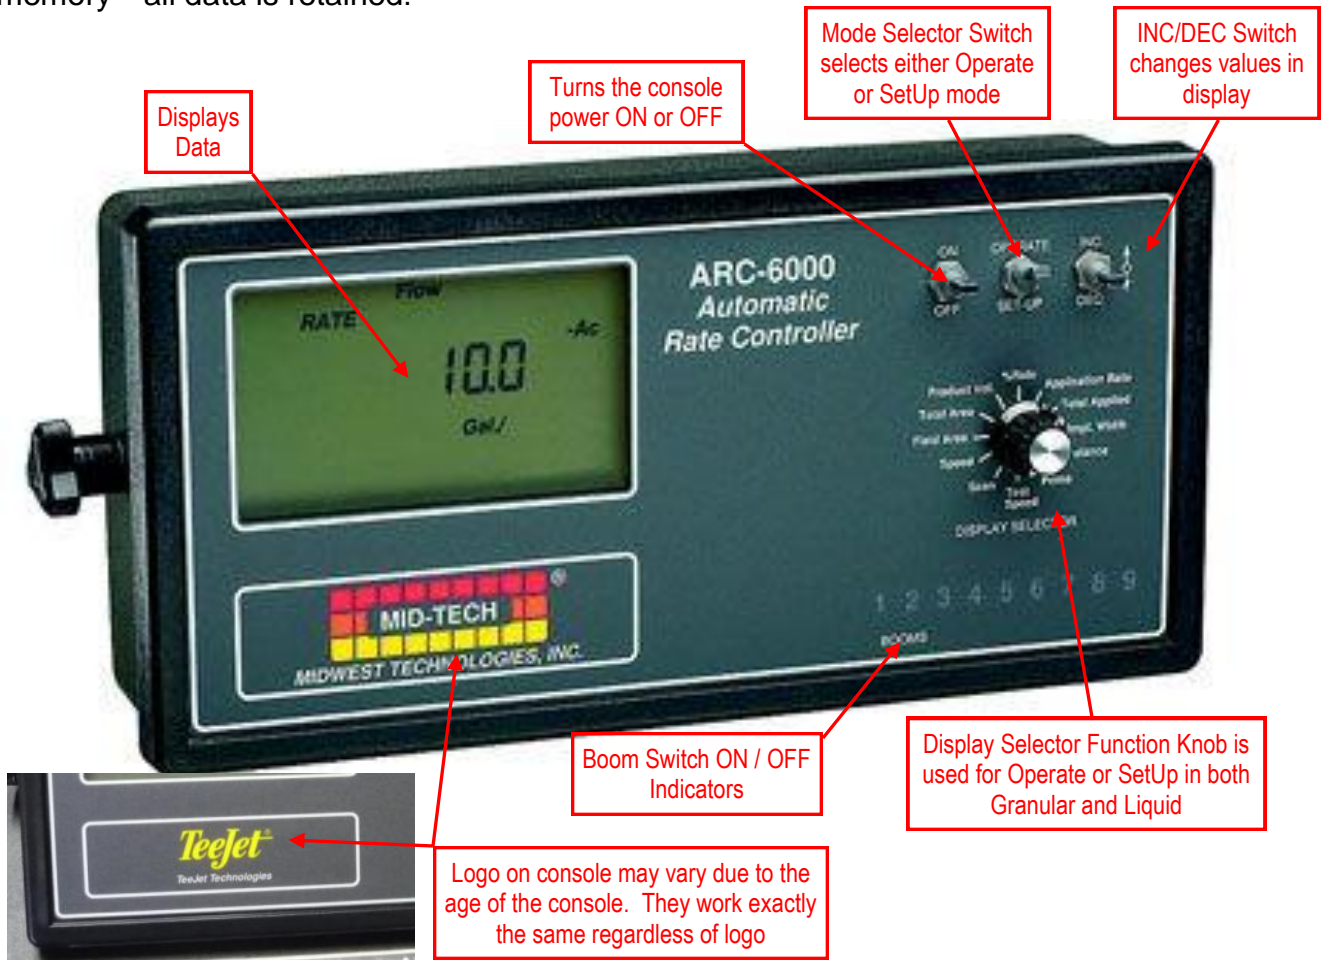 memory – all data is retained.
Mode Selector Switch
selects either Operate
or SetUp mode
INC/DEC Switch
changes values in
display
Turns the console
power ON or OFF
Displays
Data
ON
OFF
OPERATE
SET-UP
INC
DEC
ARC-6000
Automatic
Rate Controller
Flow
RATE
-Ac
10.0
Gal./
Application Rate
Product Vol.
Total Applied
Total Area
Impl. Width
Field Area
Speed
Scan
Test
Speed
Prime
DISPLAY SELECTOR
1 2 3 4 5 6 7 8 9
BOOMS
MID-TECH ®
MIDWEST TECHNOLOGIES, INC.
Boom Switch ON / OFF
Indicators
Display Selector Function Knob is
used for Operate or SetUp in both
Granular and Liquid
TeeJet®
TeeJet Technologies
Logo on console may vary due to the
age of the console. They work exactly
the same regardless of logo